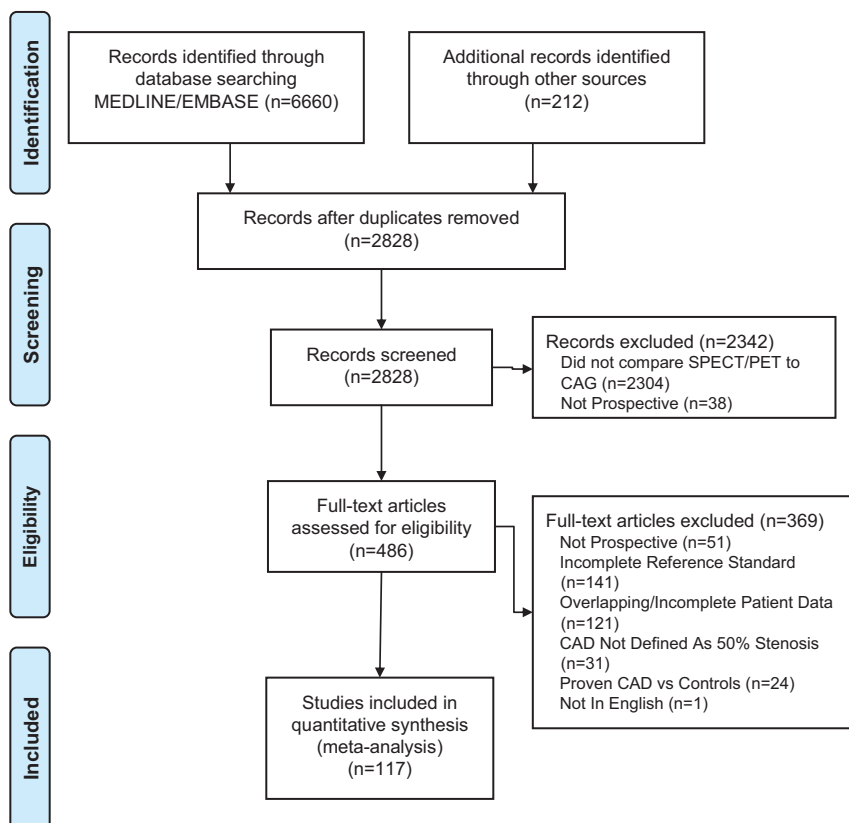 Identification
Records identified through
database searching
MEDLINE/EMBASE (n=6660)
Additional records identified
through other sources
(n=212)
Records after duplicates removed
(n=2828)
Screening
Records screened
(n=2828)
Records excluded (n=2342)
Did not compare SPECT/PET to
CAG (n=2304)
Not Prospective (n=38)
Eligibility
Full-text articles
assessed for eligibility
(n=486)
Full-text articles excluded (n=369)
Not Prospective (n=51)
Incomplete Reference Standard
(n=141)
Overlapping/Incomplete Patient Data
(n=121)
CAD Not Defined As 50% Stenosis
(n=31)
Proven CAD vs Controls (n=24)
Not In English (n=1)
Included
Studies included in
quantitative synthesis
(meta-analysis)
(n=117)